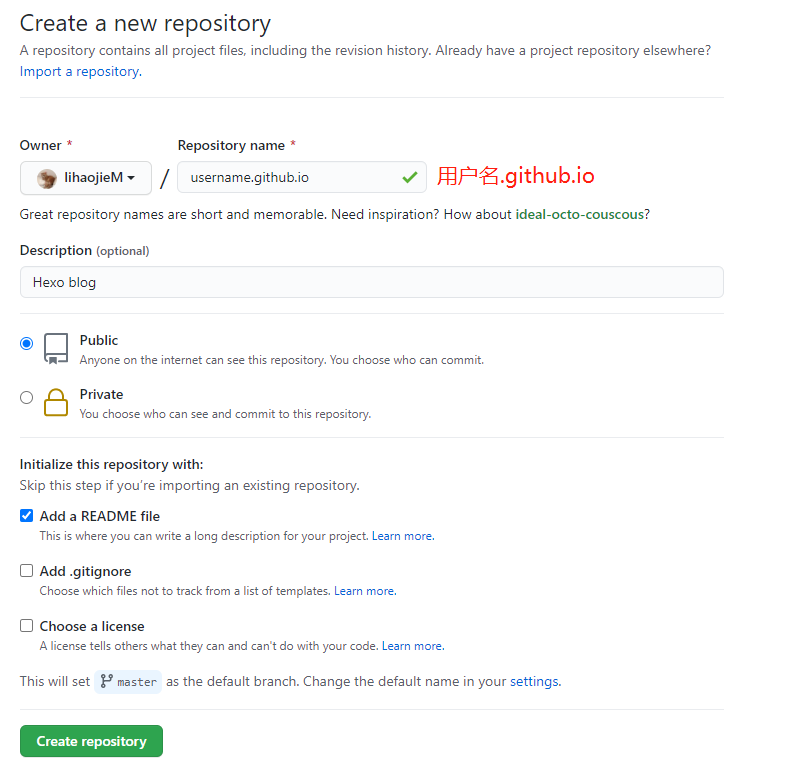 Create a new repository
A repository contains all project files, including the revision history. Already have a project repository elsewhere?
Import a repository.
Owner * Repository name *
lihaojieM / username.github.io 用户名.github.io
Great repository names are short and memorable. Need inspiration? How about ideal-octo-couscous?
Description (optional)
Hexo blog
Public
Anyone on the internet can see this repository. You choose who can commit.
Private
You choose who can see and commit to this repository.
Initialize this repository with:
Skip this step if you're importing an existing repository.
Add a README file
This is where you can write a long description for your project. Learn more.
Add .gitignore
Choose which files not to track from a list of templates. Learn more.
Choose a license
A license tells others what they can and can't do with your code. Learn more.
This will set master as the default branch. Change the default name in your settings.
Create repository